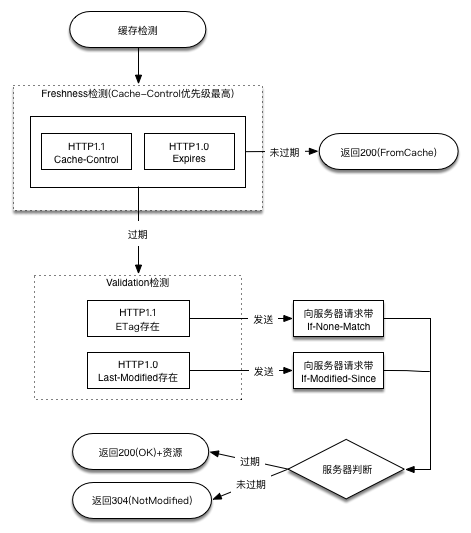 缓存检测
Freshness检测(Cache-Control优先级最高)
HTTP1.1
Cache-Control
HTTP1.0
Expires
未过期
返回200(FromCache)
过期
Validation检测
HTTP1.1
ETag存在
发送
向服务器请求带
If-None-Match
HTTP1.0
Last-Modified存在
发送
向服务器请求带
If-Modified-Since
返回200(OK)+资源
过期
服务器判断
未过期
返回304(NotModified)